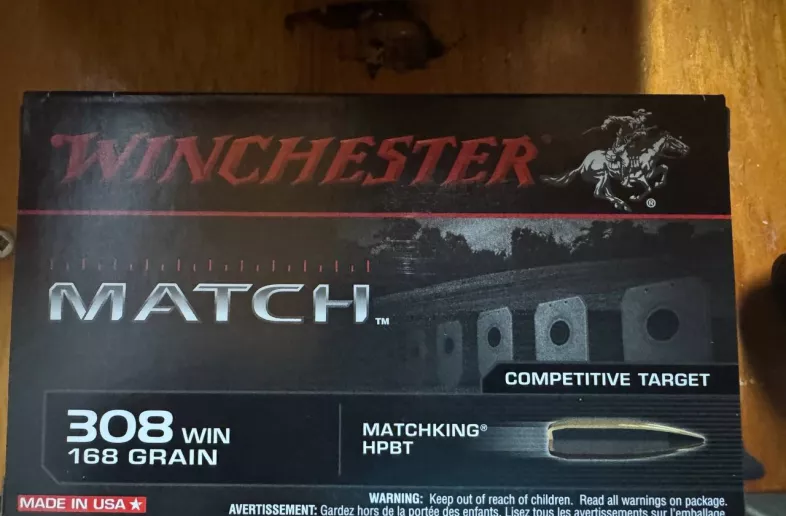 WINCHESTER
®
MATCH™
COMPETITIVE TARGET
308 WIN
168 GRAIN
MATCHKING®
HPBT
MADE IN USA ★
WARNING: Keep out of reach of children. Read all warnings on package.
AVERTISSEMENT: Gardez hors de la portée des enfants. Lisez tous les avertissements sur l'emballage